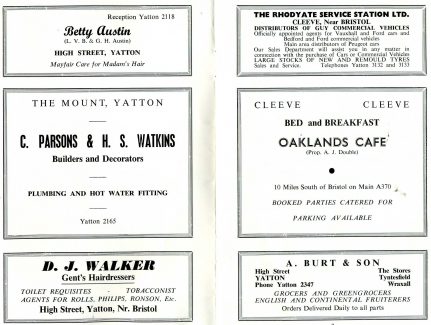 Reception Yatton 2118
Betty Austin
(L. V. B. & G. H. Austin)
HIGH STREET, YATTON
Mayfair Care for Madam's Hair
THE MOUNT, YATTON
C. PARSONS & H. S. WATKINS
Builders and Decorators
PLUMBING AND HOT WATER FITTING
Yatton 2165
D. J. WALKER
Gent's Hairdressers
TOILET REQUISITES - TOBACCONIST
AGENTS FOR ROLLS, PHILIPS, RONSON, Etc.
High Street, Yatton, Nr. Bristol
THE RHODYATE SERVICE STATION LTD.
CLEEVE, Near BRISTOL
DISTRIBUTORS OF GUY COMMERCIAL VEHICLES
Officially appointed agents for Vauxhall and Ford cars and
Bedford and Ford commercial vehicles
Main area distributors of Peugeot cars
Our Sales Department will assist you in any matter in
connection with the purchase of Cars or Commercial Vehicles
LARGE STOCKS OF NEW AND REMOULD TYRES
Sales and Service. Telephones Yatton 3132 and 3133
CLEEVE CLEEVE
BED and BREAKFAST
OAKLANDS CAFE
(Prop. A. J. Double)
10 Miles South of Bristol on Main A370
BOOKED PARTIES CATERED FOR
PARKING AVAILABLE
A. BURT & SON
High Street The Stores
YATTON Tyntesfield
Phone Yatton 2347 Wraxall
GROCERS AND GREENGROCERS
ENGLISH AND CONTINENTAL FRUITERERS
Orders Delivered Daily to all parts